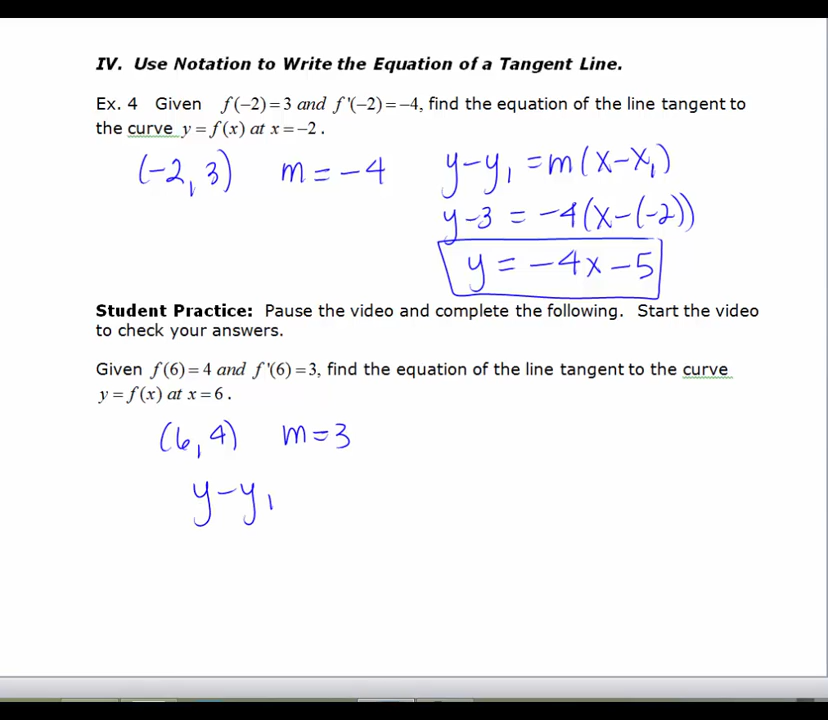 IV. Use Notation to Write the Equation of a Tangent Line.
Ex. 4 Given f(−2)=3 and f'(−2)=−4, find the equation of the line tangent to
the curve y = f(x) at x=−2.
(-2, 3) m = -4 y-y₁ = m(x-x₁)
y-3 = -4(x-(-2))
y = -4x-5
Student Practice: Pause the video and complete the following. Start the video
to check your answers.
Given f(6)=4 and f'(6)=3, find the equation of the line tangent to the curve
y = f(x) at x=6.
(6, 4) m=3
y-y₁